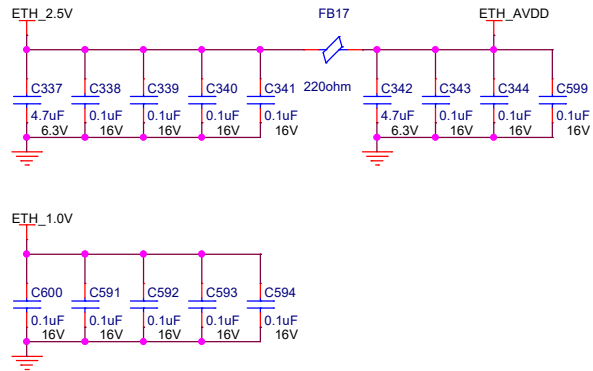 ETH_2.5V FB17 ETH_AVDD
C337 C338 C339 C340 C341 220ohm C342 C343 C344 C599
4.7uF 0.1uF 0.1uF 0.1uF 0.1uF 4.7uF 0.1uF 0.1uF 0.1uF
6.3V 16V 16V 16V 16V 6.3V 16V 16V 16V
ETH_1.0V
C600 C591 C592 C593 C594
0.1uF 0.1uF 0.1uF 0.1uF 0.1uF
16V 16V 16V 16V 16V